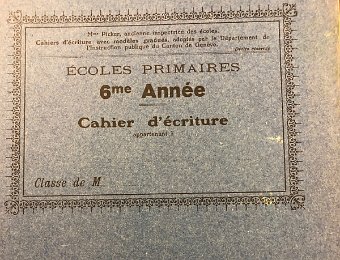 Mme Picker, ancienne inspectrice des écoles.
Cahiers d'écriture avec modèles gradués, adoptés par le Département de
l'Instruction publique du Canton de Genève.
Droits réservés
ÉCOLES PRIMAIRES
6me Année
Cahier d'écriture
appartenant à
Classe de M